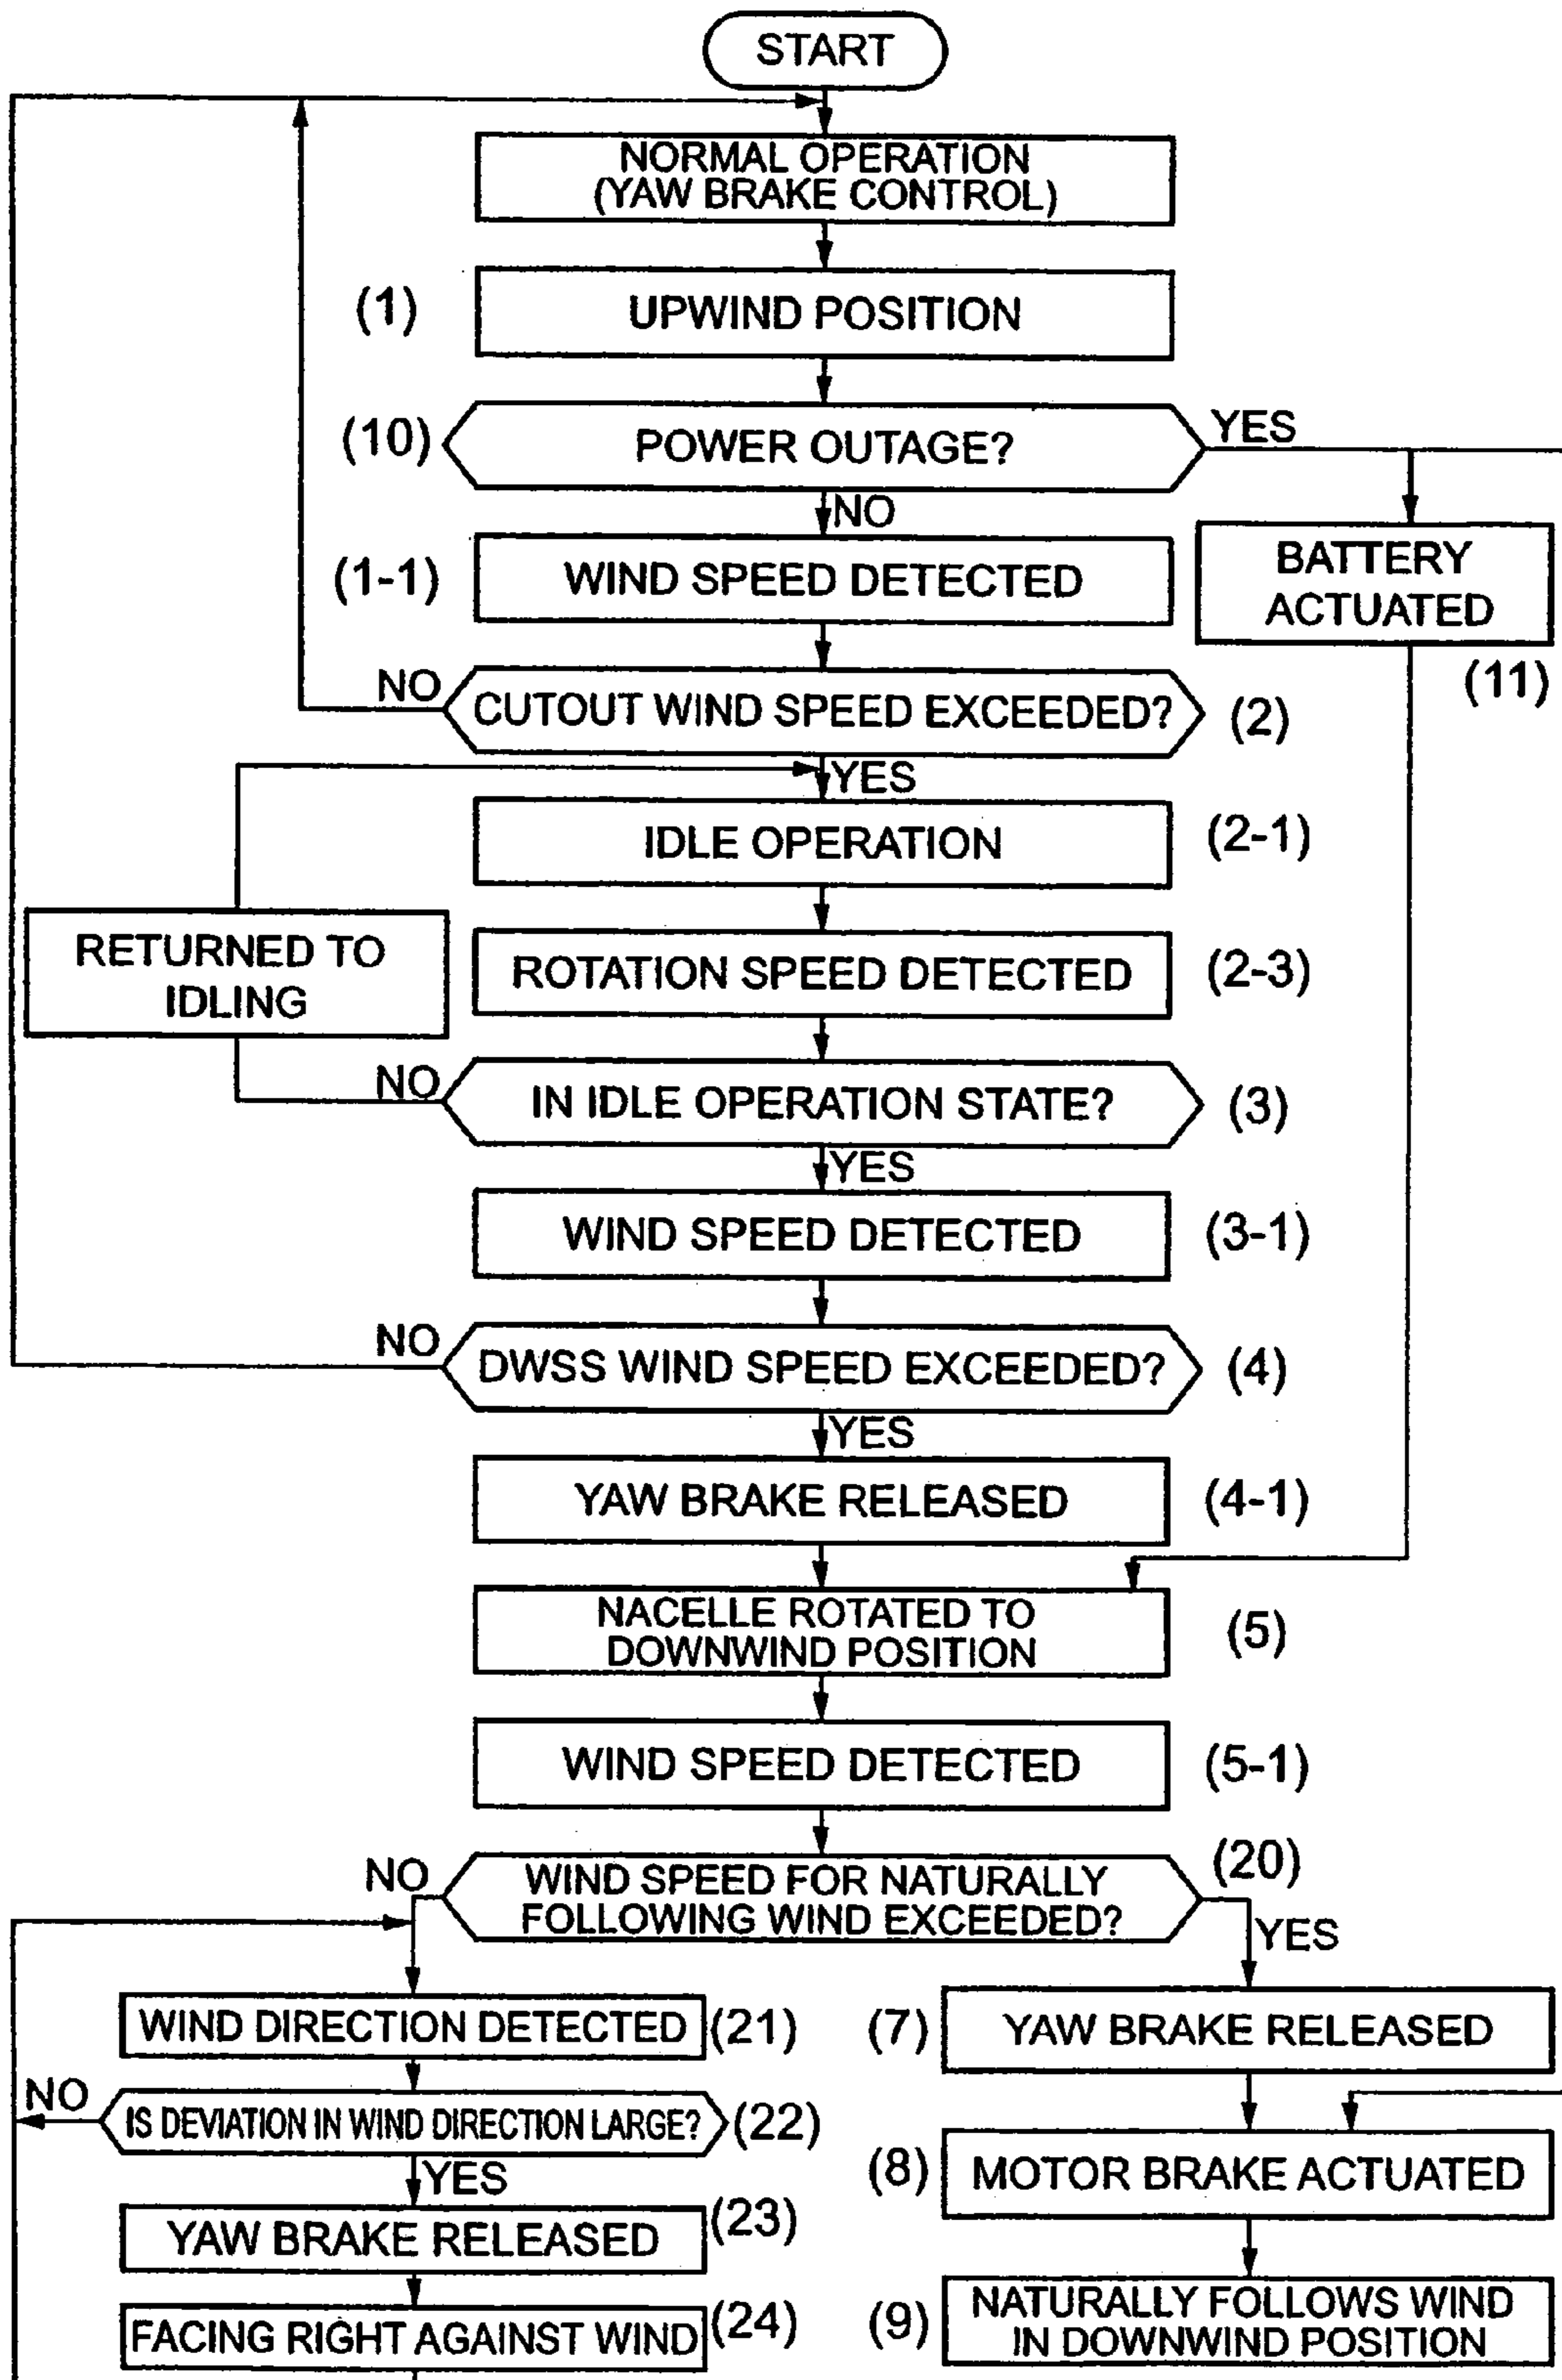 START
NORMAL OPERATION
(YAW BRAKE CONTROL)
(1)
UPWIND POSITION
(10)
POWER OUTAGE?
YES
NO
(1-1)
WIND SPEED DETECTED
BATTERY
ACTUATED
(11)
NO
CUTOUT WIND SPEED EXCEEDED?
(2)
YES
IDLE OPERATION
(2-1)
RETURNED TO
IDLING
ROTATION SPEED DETECTED
(2-3)
NO
IN IDLE OPERATION STATE?
(3)
YES
WIND SPEED DETECTED
(3-1)
NO
DWSS WIND SPEED EXCEEDED?
(4)
YES
YAW BRAKE RELEASED
(4-1)
NACELLE ROTATED TO
DOWNWIND POSITION
(5)
WIND SPEED DETECTED
(5-1)
NO
WIND SPEED FOR NATURALLY
FOLLOWING WIND EXCEEDED?
(20)
YES
WIND DIRECTION DETECTED
(21)
(7)
YAW BRAKE RELEASED
NO
IS DEVIATION IN WIND DIRECTION LARGE?
(22)
YES
(8)
MOTOR BRAKE ACTUATED
YAW BRAKE RELEASED
(23)
FACING RIGHT AGAINST WIND
(24)
(9)
NATURALLY FOLLOWS WIND
IN DOWNWIND POSITION